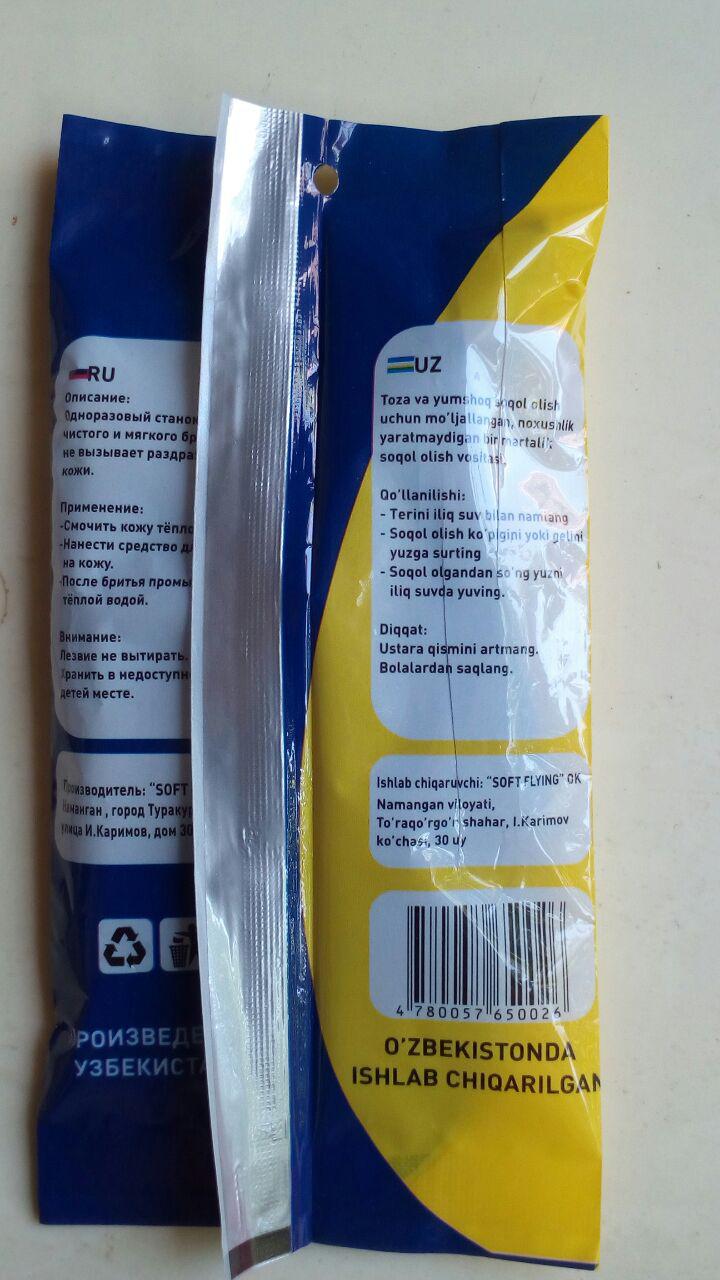 RU
Описание:
Одноразовый станок
чистого и мягкого бр
не вызывает раздра
кожи.
Применение:
-Смочить кожу тёпло
-Нанести средство д
на кожу.
-После бритья промы
тёплой водой.
Внимание:
Лезвие не вытирать.
Хранить в недоступн
детей месте.
Производитель: "SOFT
Наманган , город Туракур
улица И.Каримов, дом 30
РОИЗВЕДЕ
УЗБЕКИСТА
UZ
Toza va yumshoq soqol olish
uchun mo'ljallangan, noxushlik
yaratmaydigan bir martalik
soqol olish vositasi.
Qo'llanilishi:
- Terini iliq suv bilan namlang
- Soqol olish ko'pigini yoki gelini
yuzga surting
- Soqol olgandan so'ng yuzni
iliq suvda yuving.
Diqqat:
Ustara qismini artmang.
Bolalardan saqlang.
Ishlab chiqaruvchi: "SOFT FLYING" OK
Namangan viloyati,
To'raqo'rgo'n shahar, I.Karimov
ko'chasi, 30 uy
4 780057 650026
O'ZBEKISTONDA
ISHLAB CHIQARILGAN